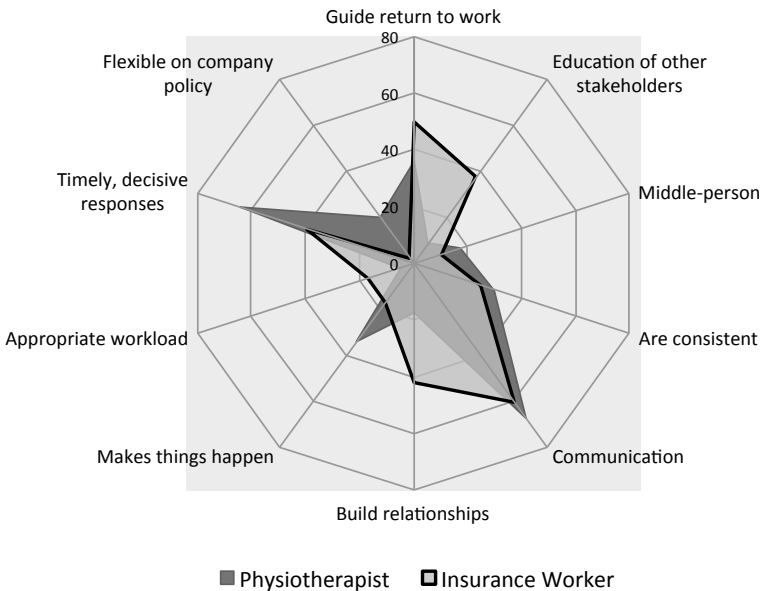 Guide return to work
80
Flexible on company
policy
Education of other
stakeholders
60
40
Timely, decisive
responses
Middle-person
20
0
Appropriate workload
Are consistent
Makes things happen
Communication
Build relationships
Physiotherapist
Insurance Worker